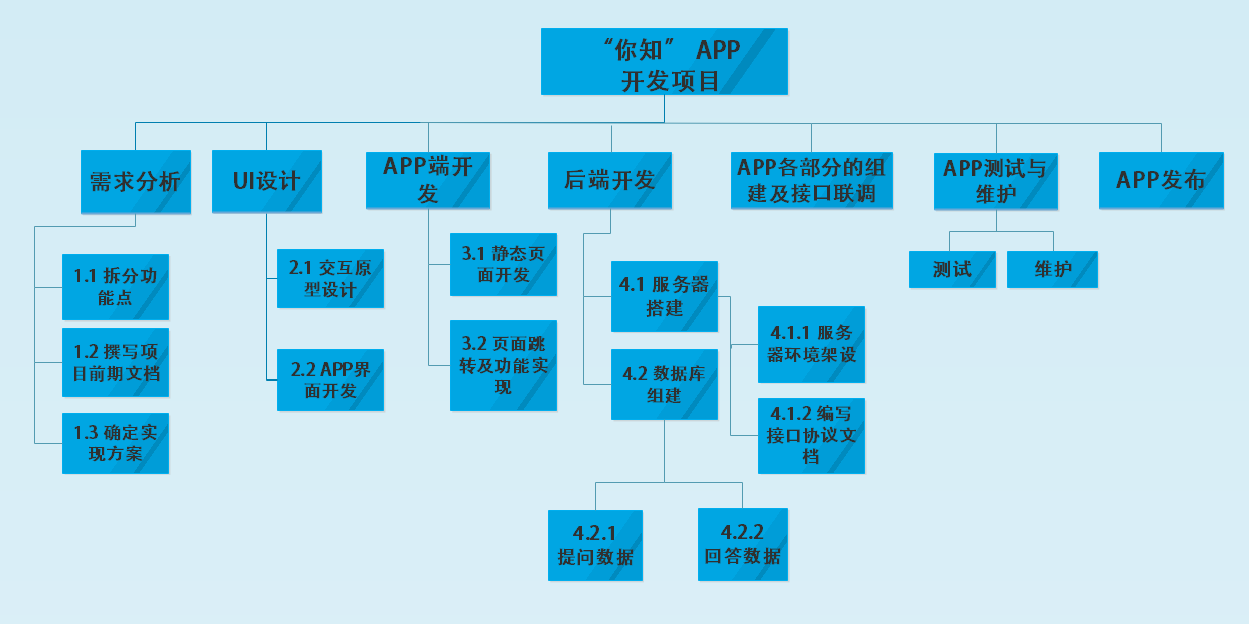 “你知” APP
开发项目
需求分析
UI设计
APP端开
发
后端开发
APP各部分的组
建及接口联调
APP测试与
维护
APP发布
1.1 拆分功
能点
1.2 撰写项
目前期文档
1.3 确定实
现方案
2.1 交互原
型设计
2.2 APP界
面开发
3.1 静态页
面开发
3.2 页面跳
转及功能实
现
4.1 服务器
搭建
4.2 数据库
组建
4.1.1 服务
器环境架设
4.1.2 编写
接口协议文
档
4.2.1
提问数据
4.2.2
回答数据
测试
维护